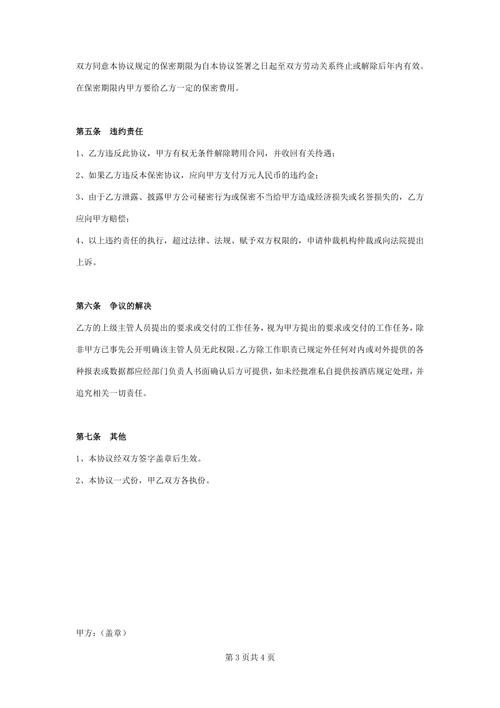 双方同意本协议规定的保密期限为自本协议签署之日起至双方劳动关系终止或解除后年内有效。
在保密期限内甲方要给乙方一定的保密费用。
第五条 违约责任
1、乙方违反此协议，甲方有权无条件解除聘用合同，并收回有关待遇；
2、如果乙方违反本保密协议，应向甲方支付万元人民币的违约金；
3、由于乙方泄露、披露甲方公司秘密行为或保密不当给甲方造成经济损失或名誉损失的，乙方
应向甲方赔偿；
4、以上违约责任的执行，超过法律、法规、赋予双方权限的，申请仲裁机构仲裁或向法院提出
上诉。
第六条 争议的解决
乙方的上级主管人员提出的要求或交付的工作任务，视为甲方提出的要求或交付的工作任务，除
非甲方已事先公开明确该主管人员无此权限。乙方除工作职责已规定外任何对内或对外提供的各
种报表或数据都应经部门负责人书面确认后方可提供，如未经批准私自提供按酒店规定处理，并
追究相关一切责任。
第七条 其他
1、本协议经双方签字盖章后生效。
2、本协议一式份，甲乙双方各执份。
甲方：（盖章）
第 3 页共 4 页